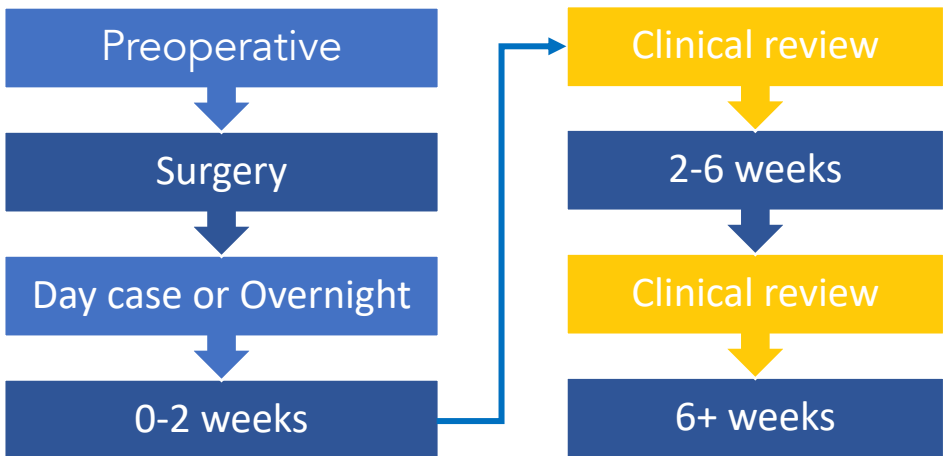 Preoperative
Surgery
Day case or Overnight
0-2 weeks
Clinical review
2-6 weeks
Clinical review
6+ weeks